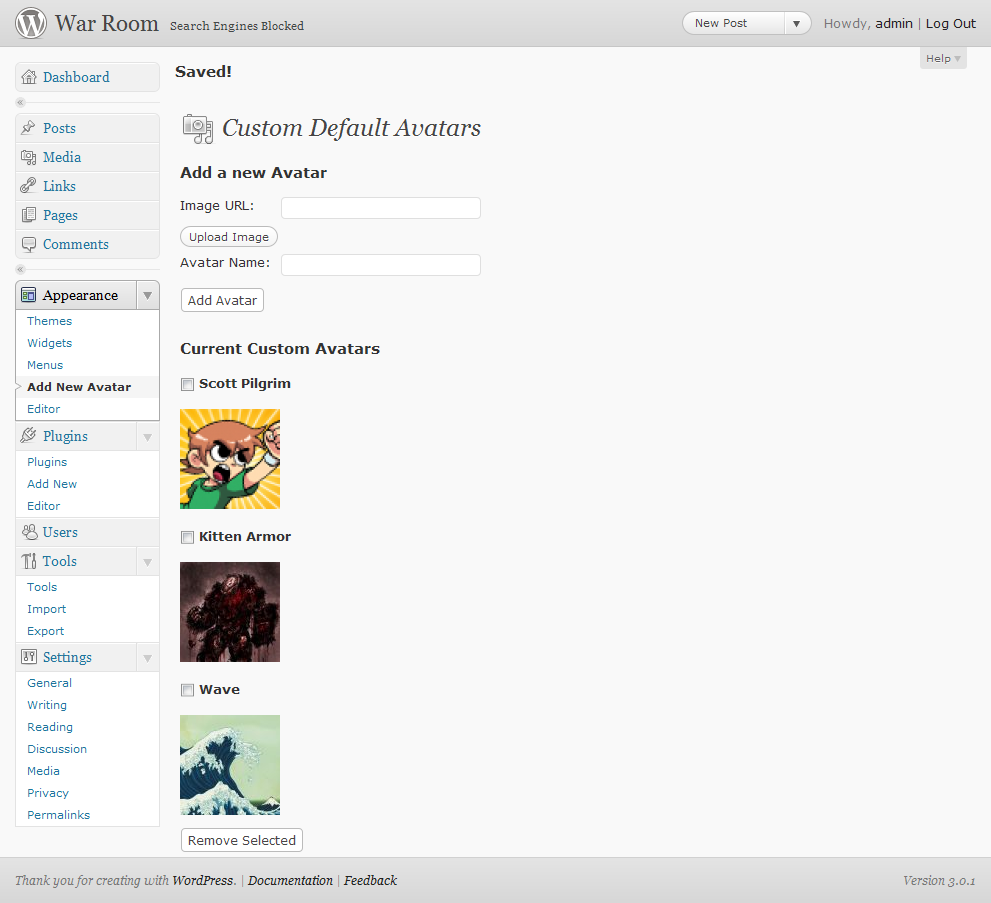 War Room Search Engines Blocked
New Post
Howdy, admin | Log Out
Help
Dashboard
Posts
Media
Links
Pages
Comments
Appearance
Themes
Widgets
Menus
Add New Avatar
Editor
Plugins
Plugins
Add New
Editor
Users
Tools
Tools
Import
Export
Settings
General
Writing
Reading
Discussion
Media
Privacy
Permalinks
Saved!
Custom Default Avatars
Add a new Avatar
Image URL:
Upload Image
Avatar Name:
Add Avatar
Current Custom Avatars
Scott Pilgrim
Kitten Armor
Wave
Remove Selected
Thank you for creating with WordPress. | Documentation | Feedback
Version 3.0.1